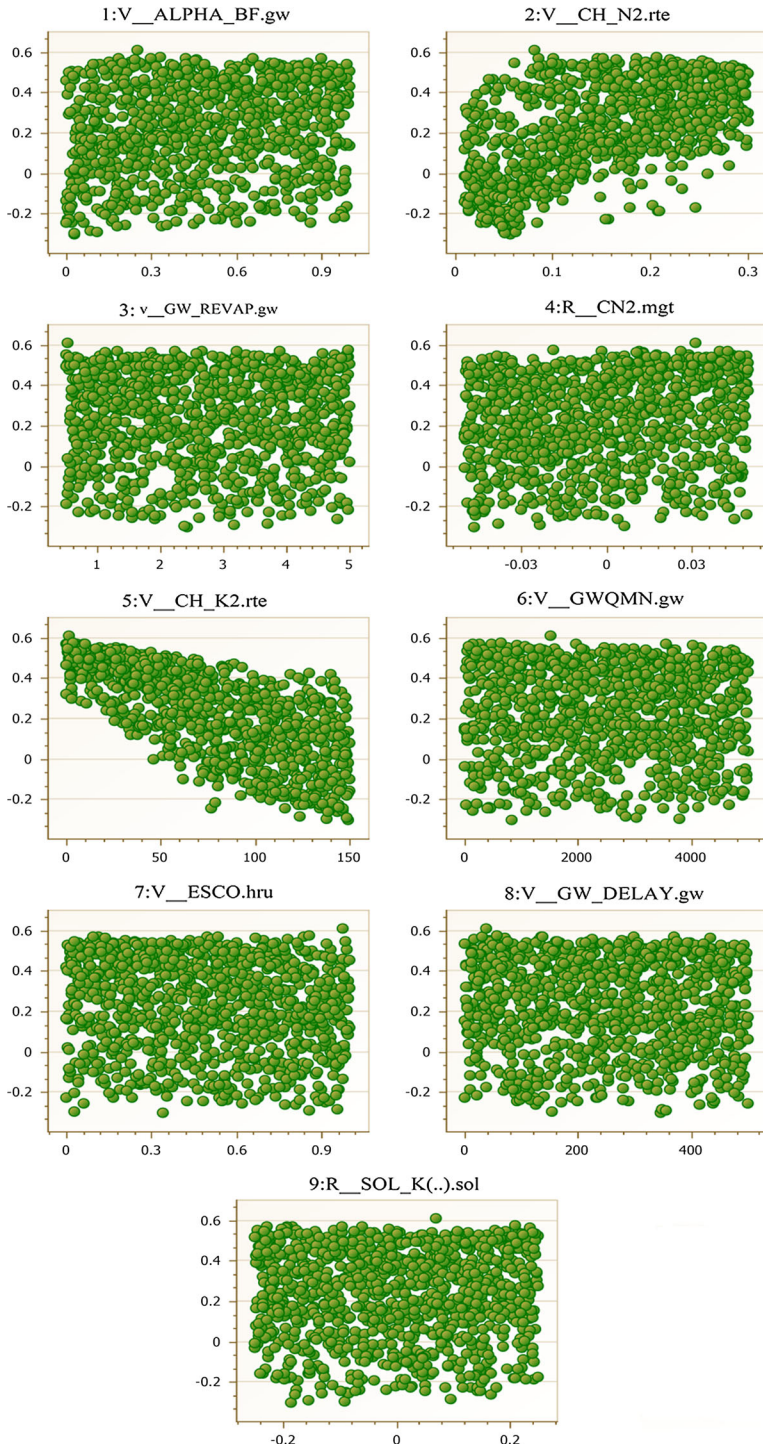 1:V__ALPHA_BF.gw
0.6
0.4
0.2
0
-0.2
0 0.3 0.6 0.9
2:V__CH_N2.rte
0.6
0.4
0.2
0
-0.2
0 0.1 0.2 0.3
3: v__GW_REVAP.gw
0.6
0.4
0.2
0
-0.2
1 2 3 4 5
4:R__CN2.mgt
0.6
0.4
0.2
0
-0.2
-0.03 0 0.03
5:V__CH_K2.rte
0.6
0.4
0.2
0
-0.2
0 50 100 150
6:V__GWQMN.gw
0.6
0.4
0.2
0
-0.2
0 2000 4000
7:V__ESCO.hru
0.6
0.4
0.2
0
-0.2
0 0.3 0.6 0.9
8:V__GW_DELAY.gw
0.6
0.4
0.2
0
-0.2
0 200 400
9:R__SOL_K(..).sol
0.6
0.4
0.2
0
-0.2
-0.2 0 0.2